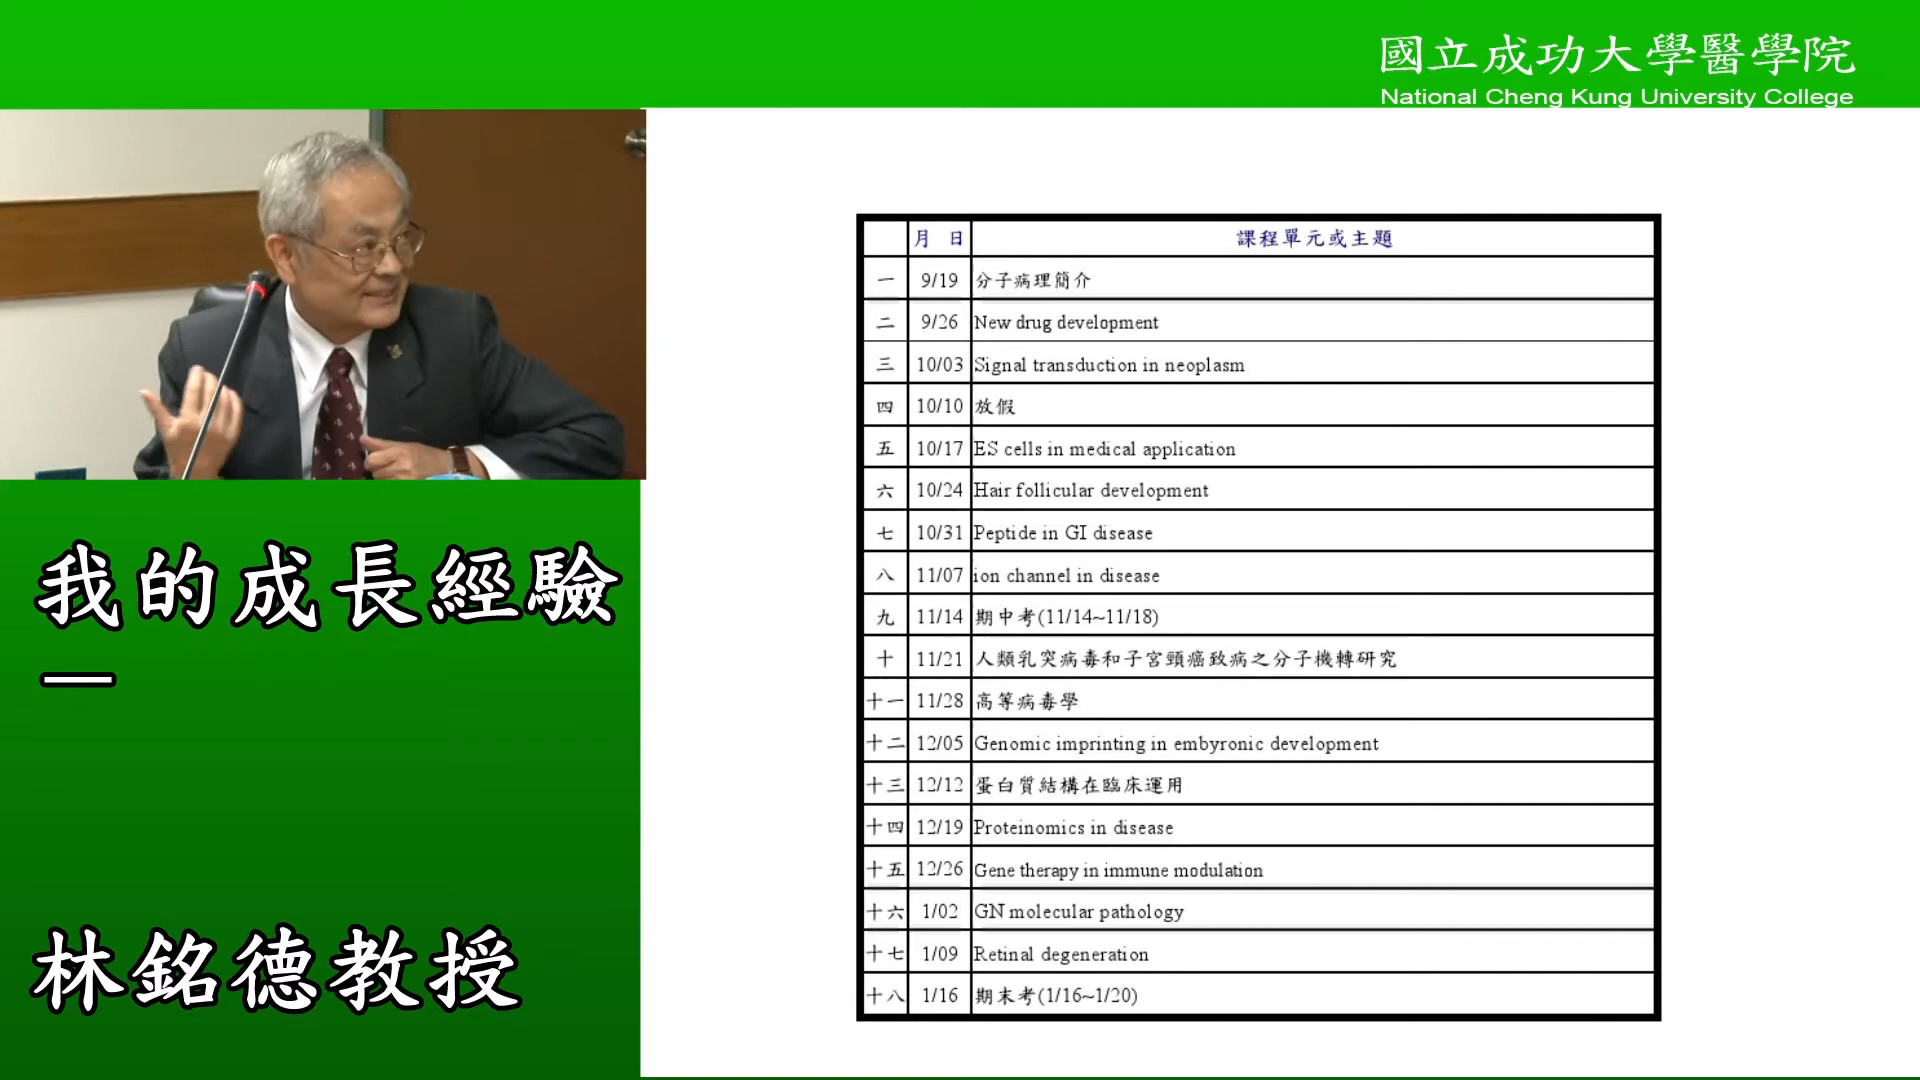 國立成功大學醫學院
National Cheng Kung University College
我的成長經驗
一
林銘德教授
月 日 課程單元或主題
一 9/19 分子病理簡介
二 9/26 New drug development
三 10/03 Signal transduction in neoplasm
四 10/10 放假
五 10/17 ES cells in medical application
六 10/24 Hair follicular development
七 10/31 Peptide in GI disease
八 11/07 ion channel in disease
九 11/14 期中考(11/14~11/18)
十 11/21 人類乳突病毒和子宮頸癌致病之分子機轉研究
十一 11/28 高等病毒學
十二 12/05 Genomic imprinting in embyronic development
十三 12/12 蛋白質結構在臨床運用
十四 12/19 Proteinomics in disease
十五 12/26 Gene therapy in immune modulation
十六 1/02 GN molecular pathology
十七 1/09 Retinal degeneration
十八 1/16 期末考(1/16~1/20)